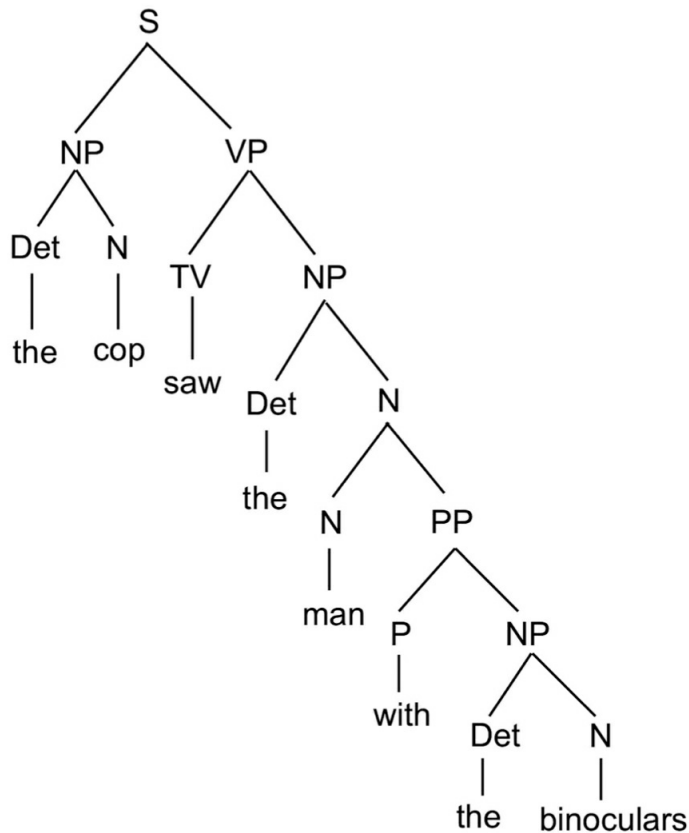 S
NP VP
Det N TV NP
the cop saw Det N
the N PP
man P NP
with Det N
the binoculars